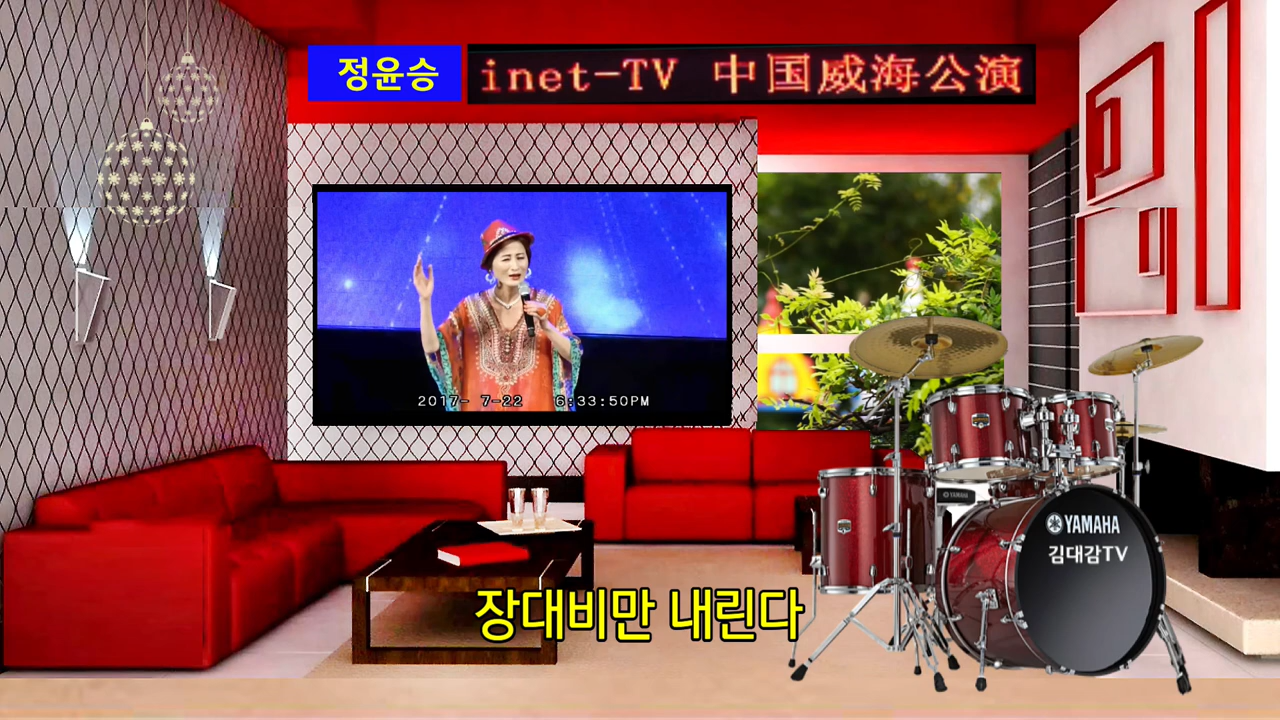 정윤승
inet-TV 中国威海公演
2017- 7-22 6:33:50PM
YAMAHA
YAMAHA
김대감TV
장대비만 내린다